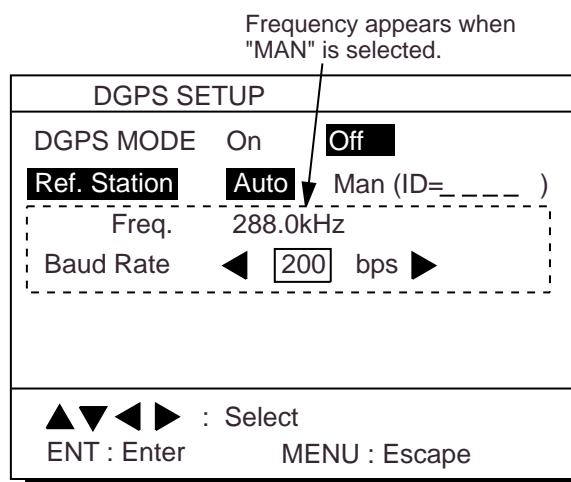 Frequency appears when
"MAN" is selected.
DGPS SETUP
DGPS MODE On Off
Ref. Station Auto Man (ID=_ _ _ _ )
Freq. 288.0kHz
Baud Rate ◀ 200 bps ▶
▲▼◀▶ : Select
ENT : Enter MENU : Escape